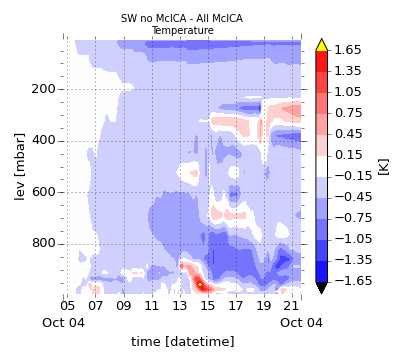 SW no McICA - All McICA
Temperature
1.65
1.35
1.05
0.75
0.45
0.15
−0.15
−0.45
−0.75
−1.05
−1.35
−1.65
[K]
lev [mbar]
200
400
600
800
05 07 09 11 13 15 17 19 21
Oct 04 Oct 04
time [datetime]